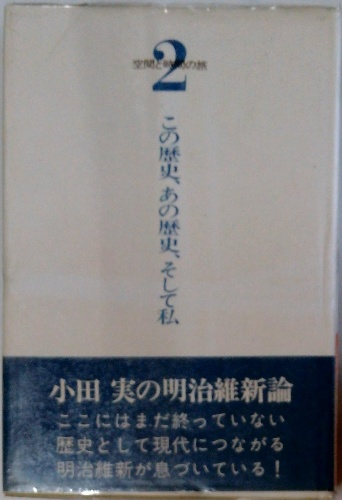 2
空間と時間の旅
この歴史、あの歴史、そして私
小田 実の明治維新論
ここにはまだ終っていない
歴史として現代につながる
明治維新が息づいている!